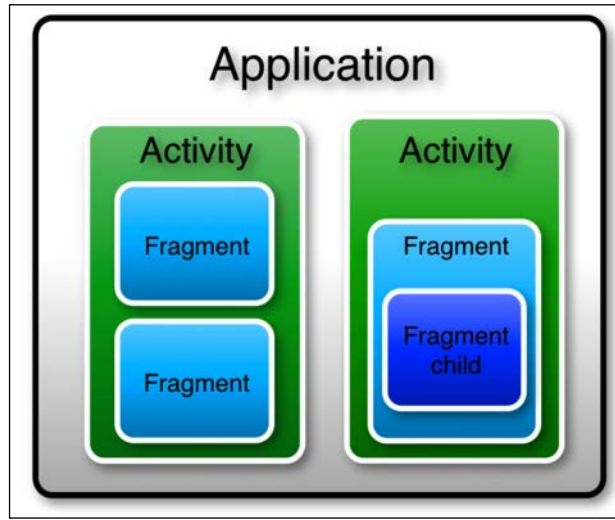 Application
Activity
Fragment
Fragment
Activity
Fragment
Fragment
child